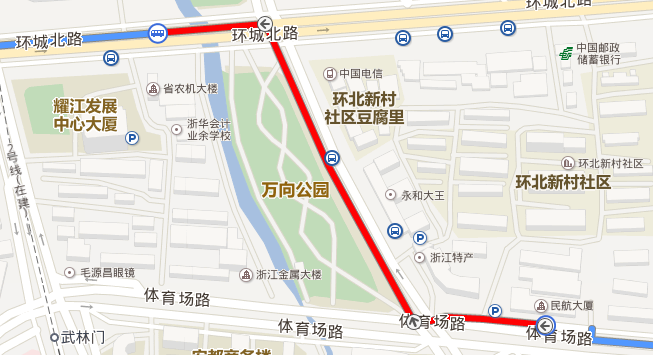 环城北路
环城北路
环城北路
中国邮政
储蓄银行
中国电信
省农机大楼
耀江发展
中心大厦
浙华会计
业余学校
P
环北新村
社区豆腐里
环北新村社区
环北新村社区
2号线(在建)
万向公园
永和大王
P
浙江特产
毛源昌眼镜
浙江金属大楼
体育场路
民航大厦
P
体育场路
体育场路
体育场路
武林门